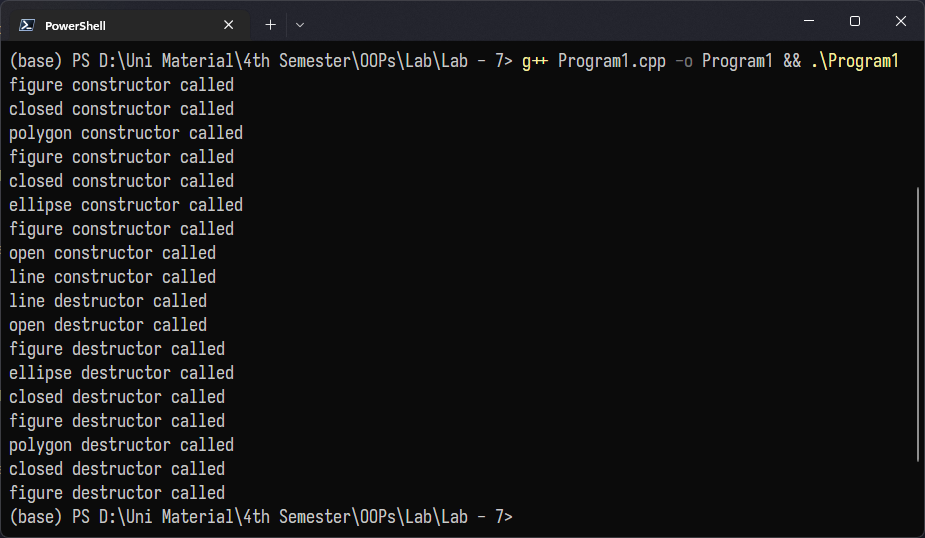 PowerShell
(base) PS D:\Uni Material\4th Semester\OOPs\Lab\Lab - 7> g++ Program1.cpp -o Program1 && .\Program1
figure constructor called
closed constructor called
polygon constructor called
figure constructor called
closed constructor called
ellipse constructor called
figure constructor called
open constructor called
line constructor called
line destructor called
open destructor called
figure destructor called
ellipse destructor called
closed destructor called
figure destructor called
polygon destructor called
closed destructor called
figure destructor called
(base) PS D:\Uni Material\4th Semester\OOPs\Lab\Lab - 7>